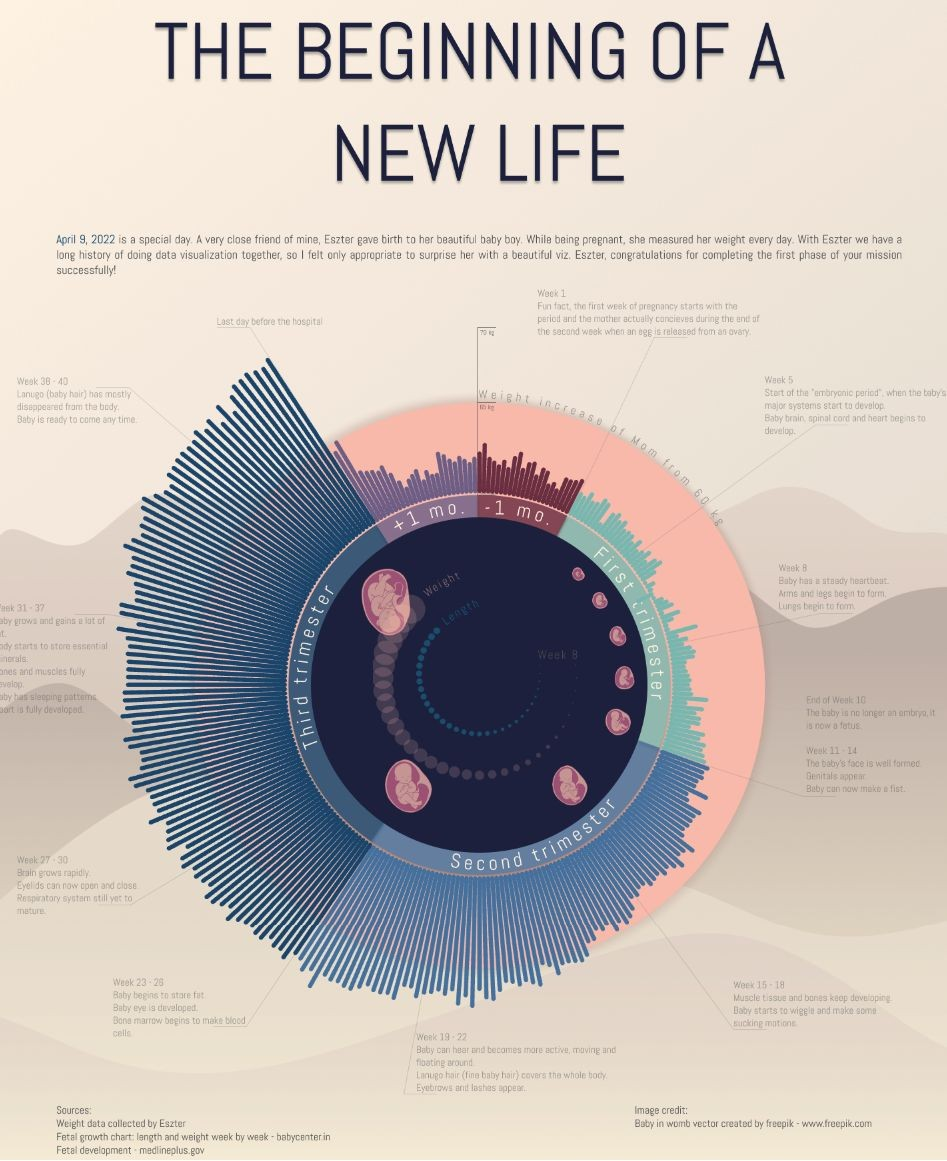 THE BEGINNING OF A
NEW LIFE
April 9, 2022 is a special day. A very close friend of mine, Eszter gave birth to her beautiful baby boy. While being pregnant, she measured her weight every day. With Eszter we have a
long history of doing data visualization together, so I felt only appropriate to surprise her with a beautiful viz. Eszter, congratulations for completing the first phase of your mission
successfully!
Week 1
Fun fact, the first week of pregnancy starts with the
period and the mother actually concieves during the end of
the second week when an egg is released from an ovary.
Last day before the hospital
70 kg
65 kg
Weight increase of Mom from 60 kg
Week 38 - 40
Lanugo (baby hair) has mostly
disappeared from the body.
Baby is ready to come any time.
Week 5
Start of the "embryonic period", when the baby's
major systems start to develop.
Baby brain, spinal cord and heart begins to
develop.
+1 mo.
-1 mo.
First trimester
Second trimester
Third trimester
Weight
Length
Week 8
Week 8
Baby has a steady heartbeat.
Arms and legs begin to form.
Lungs begin to form.
eek 31 - 37
aby grows and gains a lot of
t.
ody starts to store essential
inerals.
ones and muscles fully
evelop.
aby has sleeping patterns.
eart is fully developed.
End of Week 10
The baby is no longer an embryo, it
is now a fetus.
Week 11 - 14
The baby's face is well formed.
Genitals appear.
Baby can now make a fist.
Week 27 - 30
Brain grows rapidly.
Eyelids can now open and close.
Respiratory system still yet to
mature.
Week 23 - 26
Baby begins to store fat
Baby eye is developed.
Bone marrow begins to make blood
cells.
Week 15 - 18
Muscle tissue and bones keep developing.
Baby starts to wiggle and make some
sucking motions.
Week 19 - 22
Baby can hear and becomes more active, moving and
floating around.
Lanugo hair (fine baby hair) covers the whole body.
Eyebrows and lashes appear.
Sources:
Weight data collected by Eszter
Fetal growth chart: length and weight week by week - babycenter.in
Fetal development - medlineplus.gov
Image credit:
Baby in womb vector created by freepik - www.freepik.com